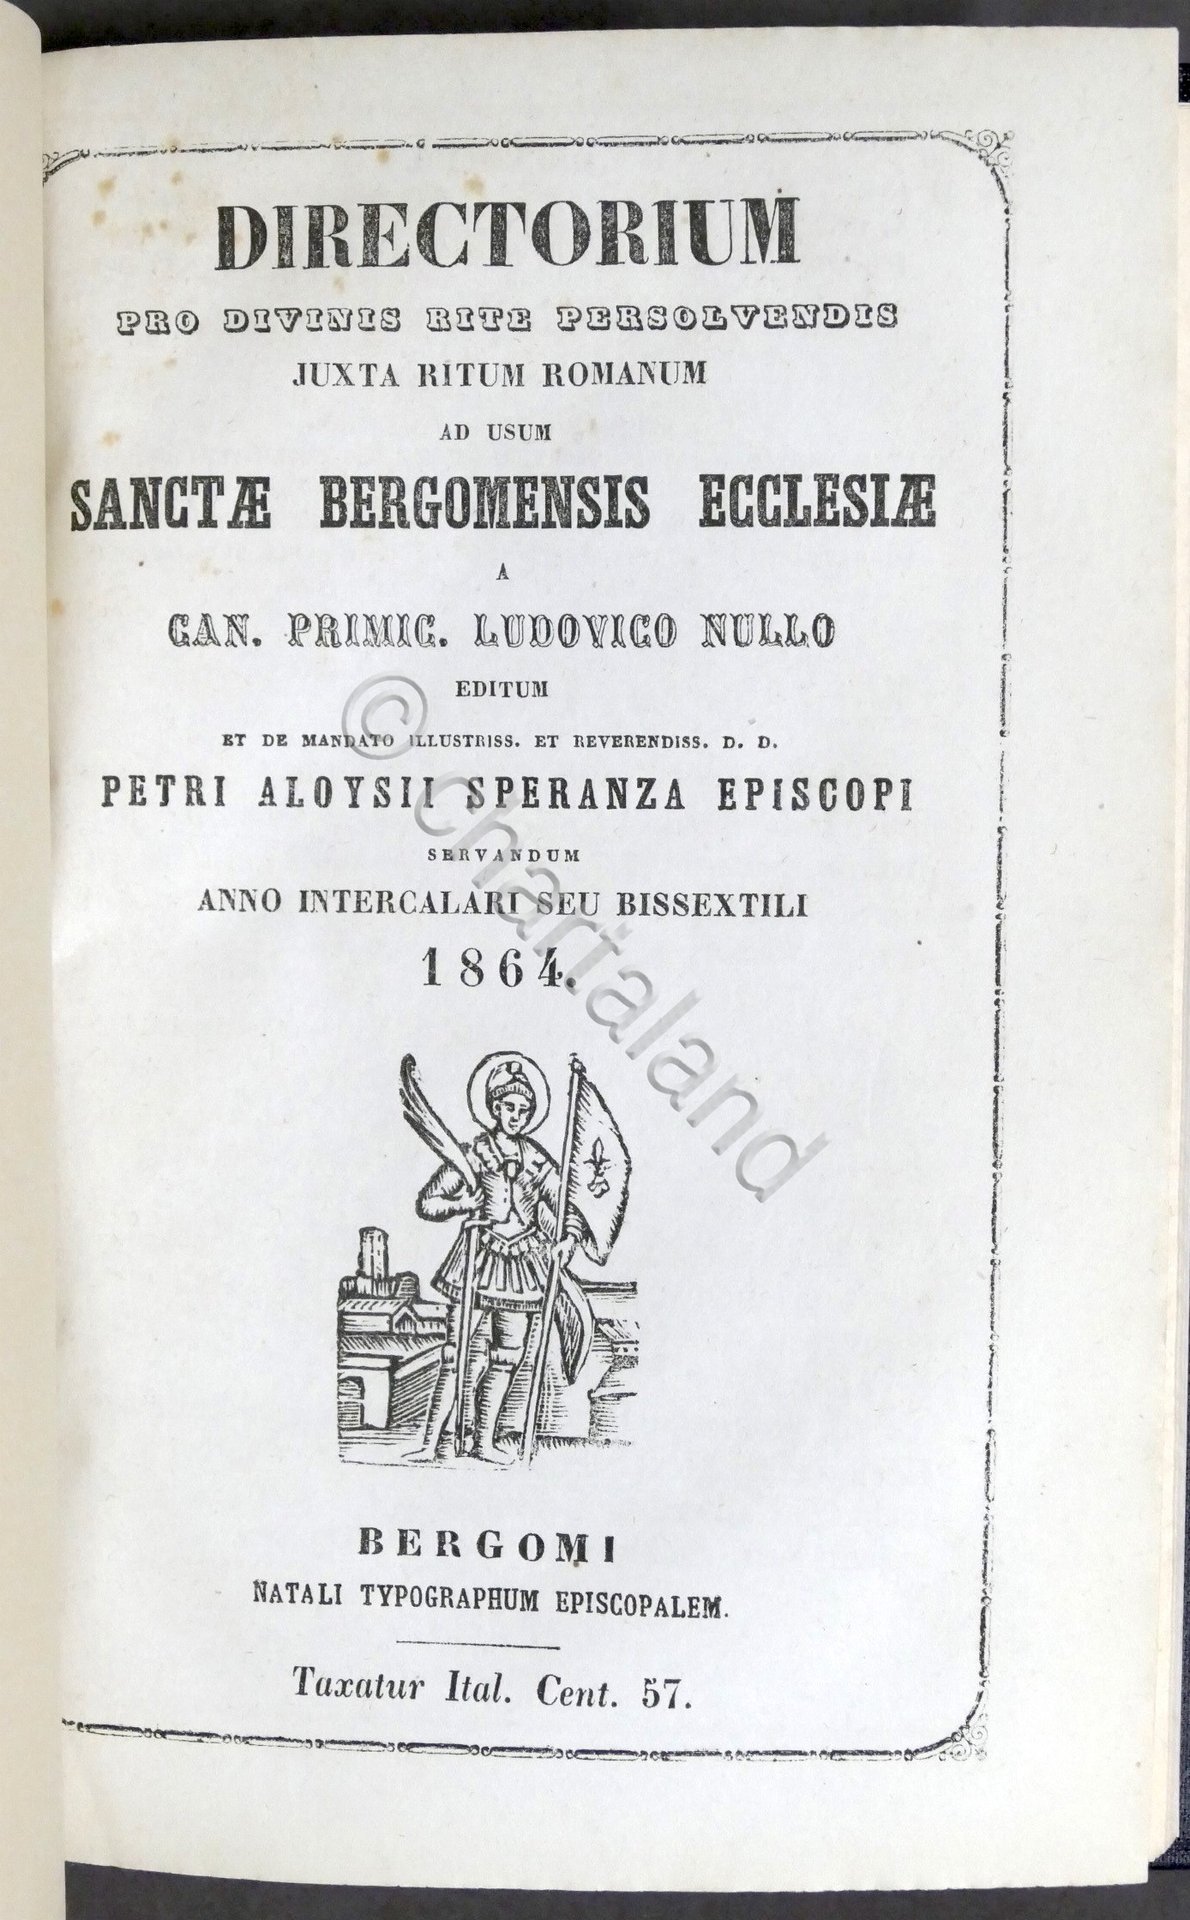 DIRECTORIUM
PRO DIVINIS RITE PERSOLVENDIS
JUXTA RITUM ROMANUM
AD USUM
SANCTÆ BERGOMENSIS ECCLESIÆ
A
CAN. PRIMIC. LUDOVICO NULLO
EDITUM
ET DE MANDATO ILLUSTRISS. ET REVERENDISS. D. D.
PETRI ALOYSII SPERANZA EPISCOPI
SERVANDUM
ANNO INTERCALARI SEU BISSEXTILI
1864.
BERGOMI
NATALI TYPOGRAPHUM EPISCOPALEM.
Taxatur Ital. Cent. 57.
© chartaland